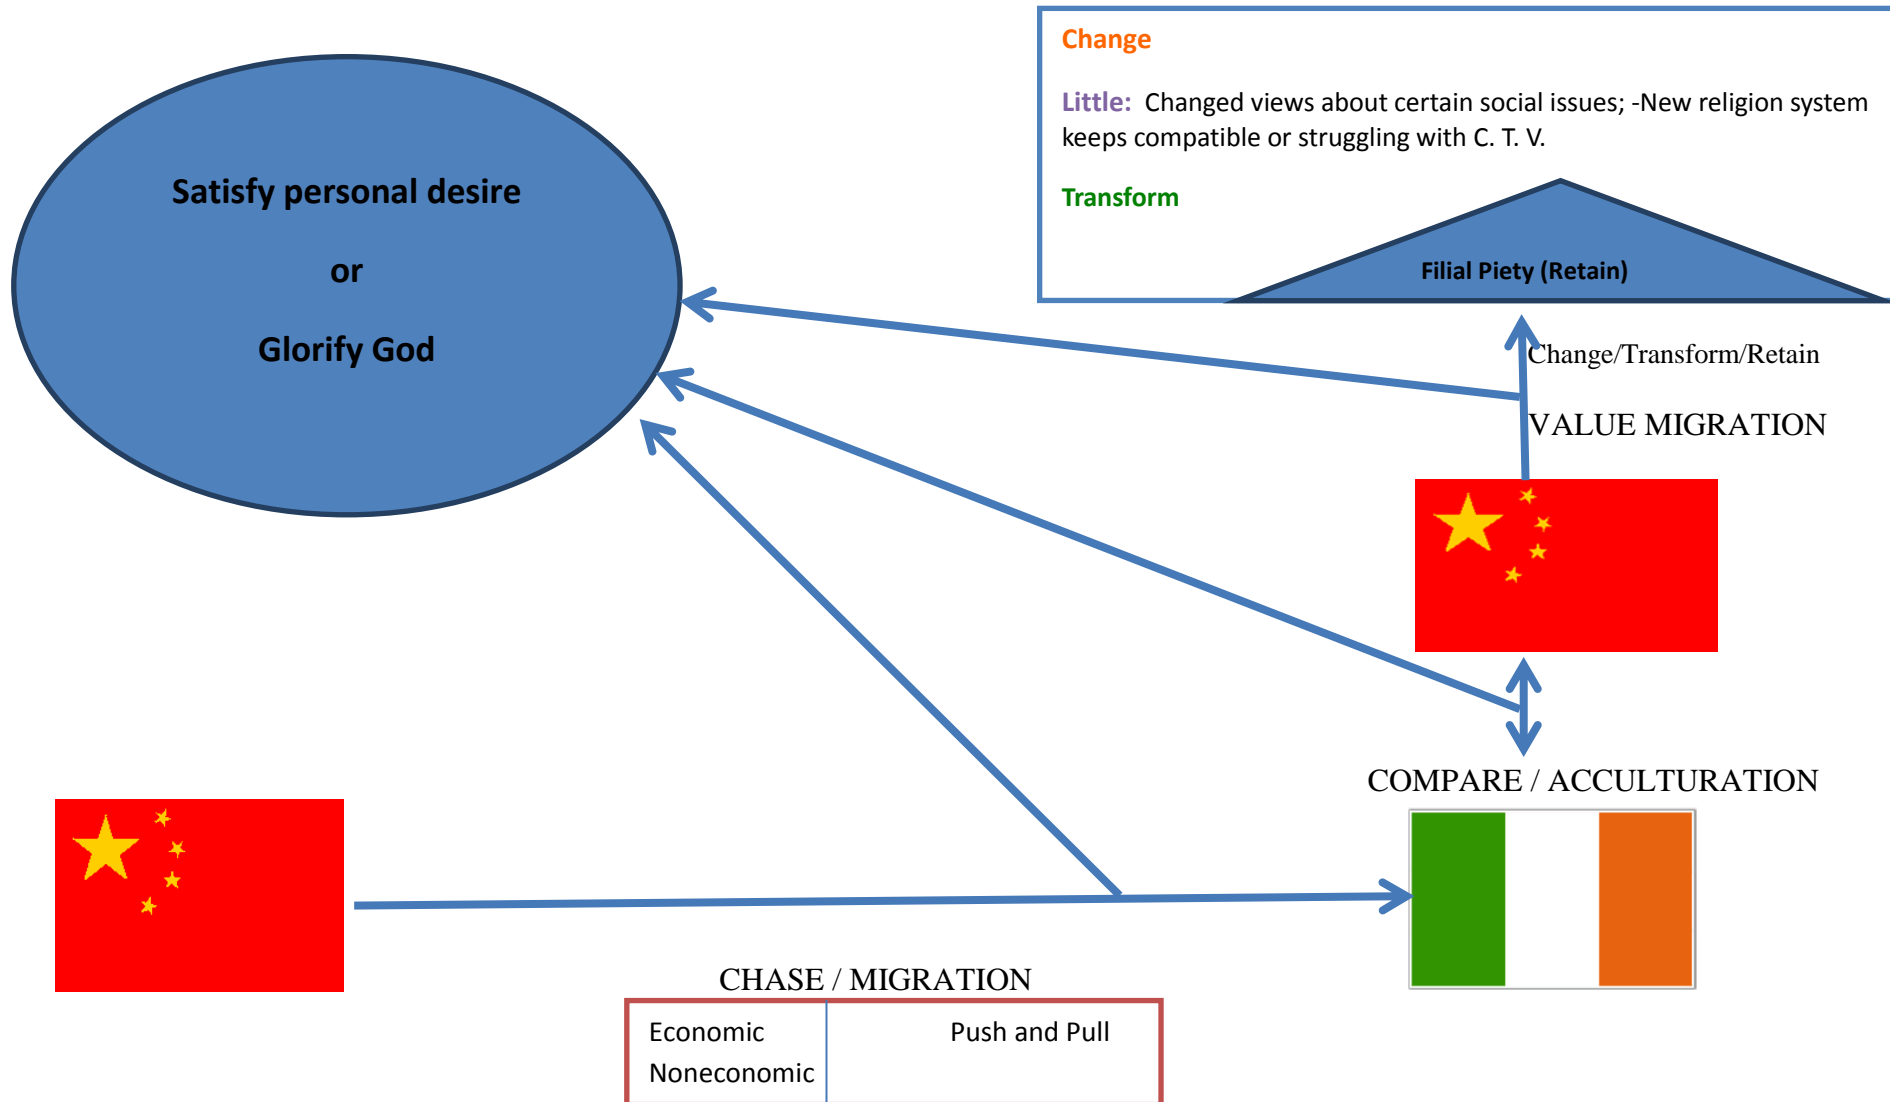 Satisfy personal desire
or
Glorify God
Change
Little: Changed views about certain social issues; -New religion system
keeps compatible or struggling with C. T. V.
Transform
Filial Piety (Retain)
Change/Transform/Retain
VALUE MIGRATION
COMPARE / ACCULTURATION
CHASE / MIGRATION
Economic
Noneconomic
Push and Pull